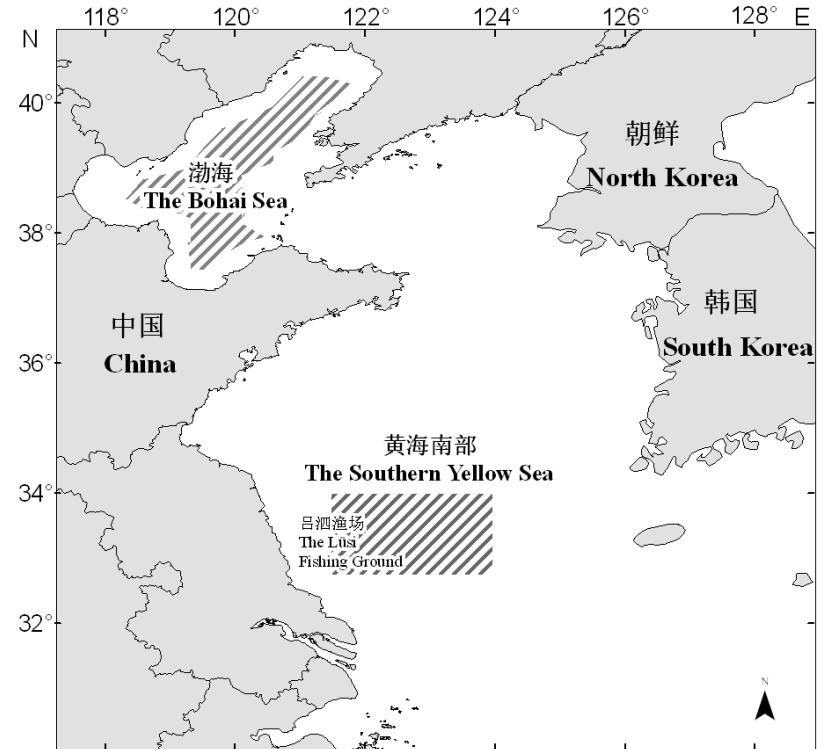 118° 120° 122° 124° 126° 128° E
N
40°
朝鲜
North Korea
渤海
The Bohai Sea
38°
韩国
South Korea
中国
China
36°
黄海南部
The Southern Yellow Sea
34°
吕泗渔场
The Lüsi
Fishing Ground
32°
N